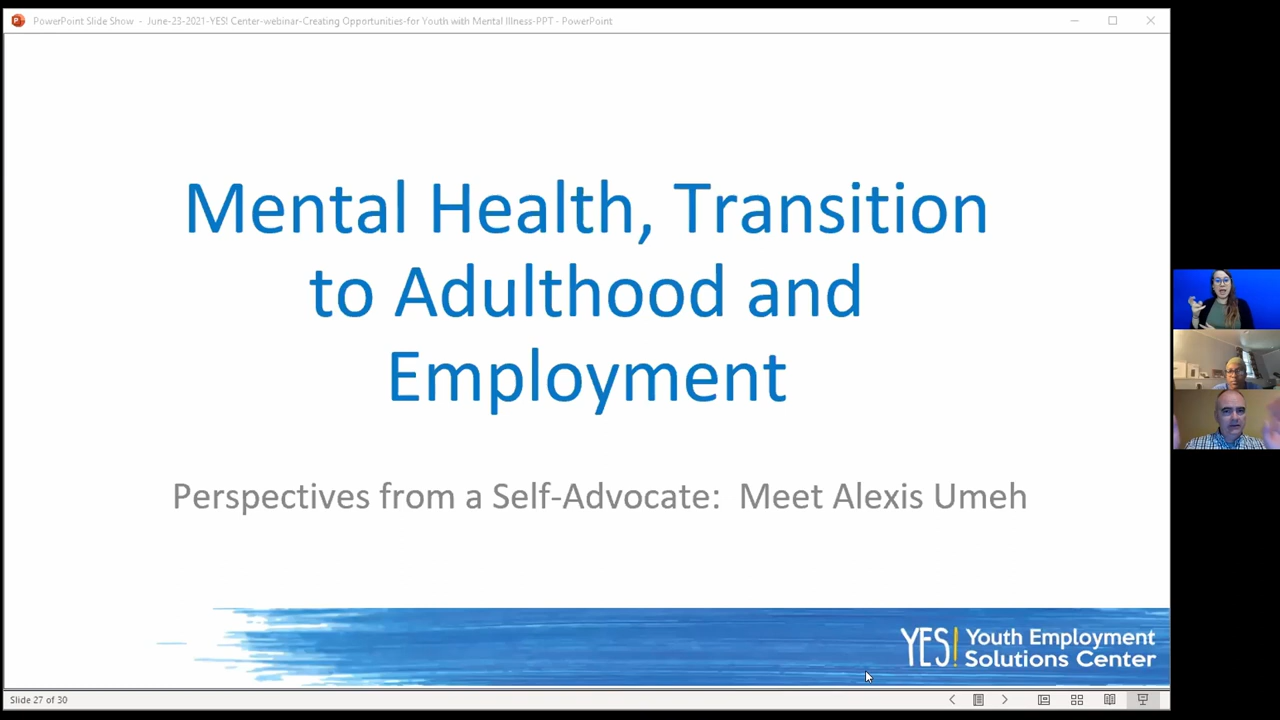 PowerPoint Slide Show - June-23-2021-YES! Center-webinar-Creating Opportunities-for Youth with Mental Illness-PPT - PowerPoint
Mental Health, Transition
to Adulthood and
Employment
Perspectives from a Self-Advocate: Meet Alexis Umeh
YES! Youth Employment
Solutions Center
Slide 27 of 30